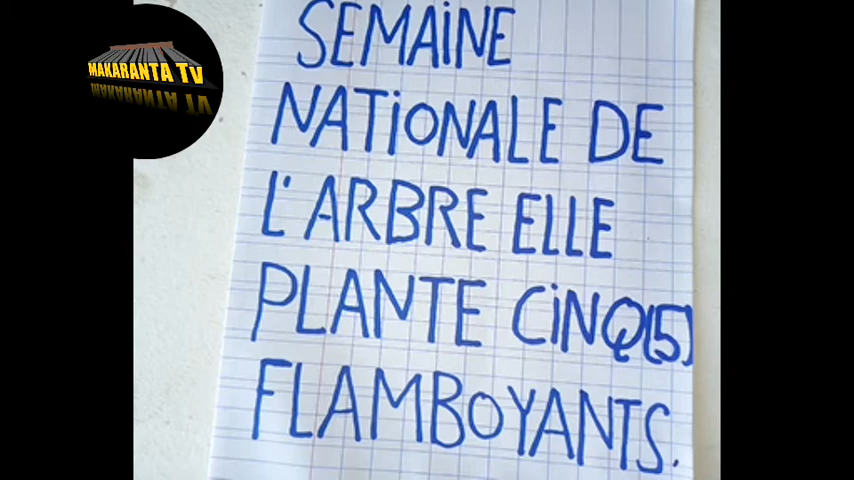 MAKARANTA TV
SEMAINE
NATIONALE DE
L'ARBRE ELLE
PLANTE CINQ(5)
FLAMBOYANTS.